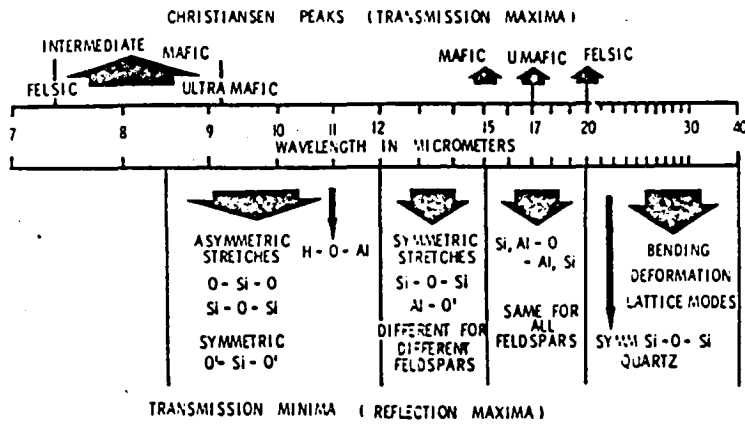 CHRISTIANSEN PEAKS (TRANSMISSION MAXIMA)
INTERMEDIATE MAFIC MAFIC UMAFIC FELSIC
FELSIC ULTRA MAFIC
7 8 9 10 11 12 15 17 20 30 40
WAVELENGTH IN MICROMETERS
ASYMMETRIC STRETCHES
O - Si - O
Si - O - Si
SYMMETRIC
O'- Si - O'
H - O - Al
SYMMETRIC STRETCHES
Si - O - Si
Al - O'
DIFFERENT FOR DIFFERENT FELDSPARS
Si, Al - O
- Al, Si
SAME FOR ALL FELDSPARS
SYMM Si - O - Si
QUARTZ
BENDING
DEFORMATION
LATTICE MODES
TRANSMISSION MINIMA (REFLECTION MAXIMA)